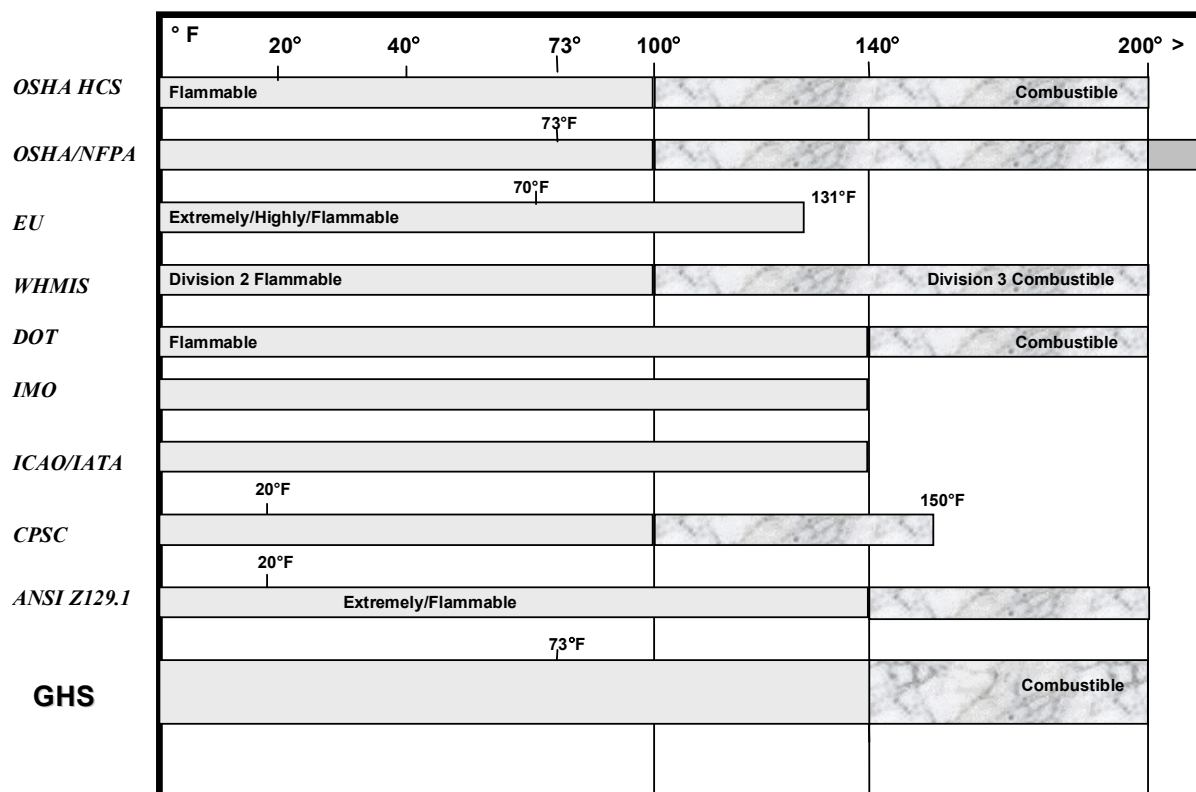 ° F
20° 40° 73° 100° 140° 200° >
OSHA HCS Flammable Combustible
73°F
OSHA/NFPA
70°F 131°F
EU Extremely/Highly/Flammable
WHMIS Division 2 Flammable Division 3 Combustible
DOT Flammable Combustible
IMO
ICAO/IATA
20°F 150°F
CPSC
20°F
ANSI Z129.1 Extremely/Flammable
73°F
GHS Combustible